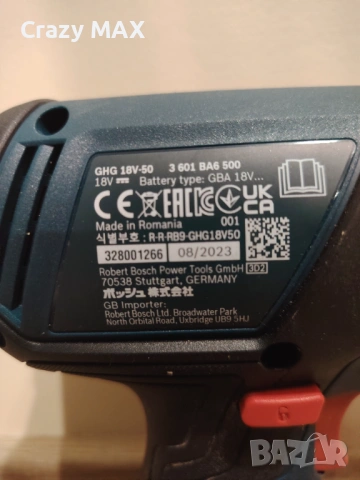 Crazy MAX
GHG 18V-50 3 601 BA6 500
18V Battery type: GBA 18V...
CE EAC UK CA
Made in Romania 001
식별부호 : R-R-RB9-GHG18V50
328001266 08/2023
Robert Bosch Power Tools GmbH 3D2
70538 Stuttgart, GERMANY
ボッシュ 株式会社
GB Importer:
Robert Bosch Ltd. Broadwater Park
North Orbital Road, Uxbridge UB9 5HJ
BAZAR